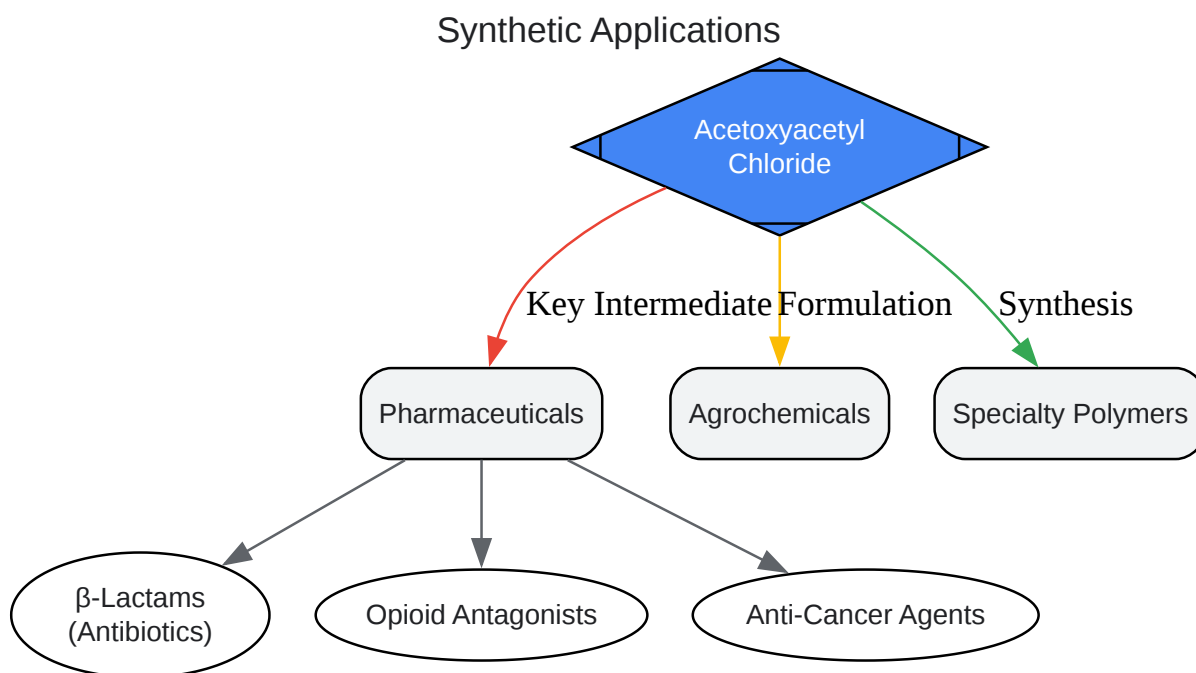 Synthetic Applications
Acetoxyacetyl
Chloride
Key Intermediate
Formulation
Synthesis
Pharmaceuticals
Agrochemicals
Specialty Polymers
β-Lactams
(Antibiotics)
Opioid Antagonists
Anti-Cancer Agents